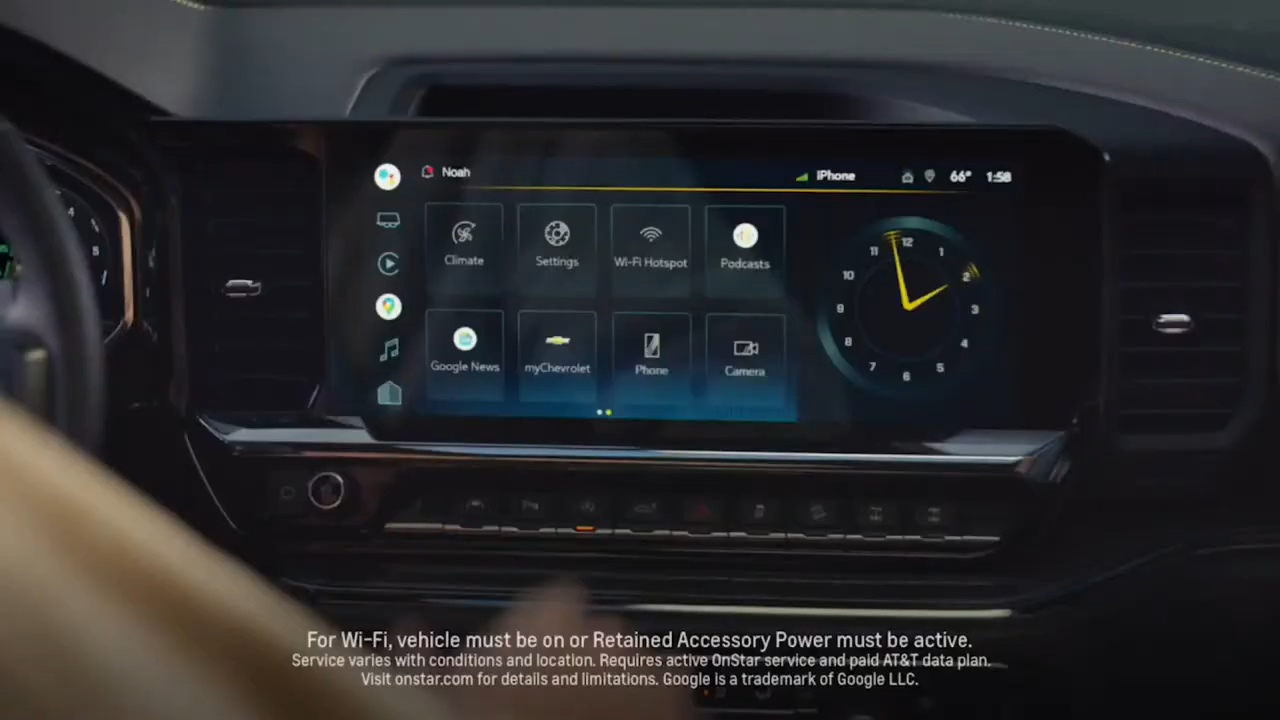 Noah
iPhone
66°
1:58
Climate
Settings
Wi-Fi Hotspot
Podcasts
Google News
myChevrolet
Phone
Camera
12
1
2
3
4
5
6
7
8
9
10
11
4
For Wi-Fi, vehicle must be on or Retained Accessory Power must be active.
Service varies with conditions and location. Requires active OnStar service and paid AT&T data plan.
Visit onstar.com for details and limitations. Google is a trademark of Google LLC.